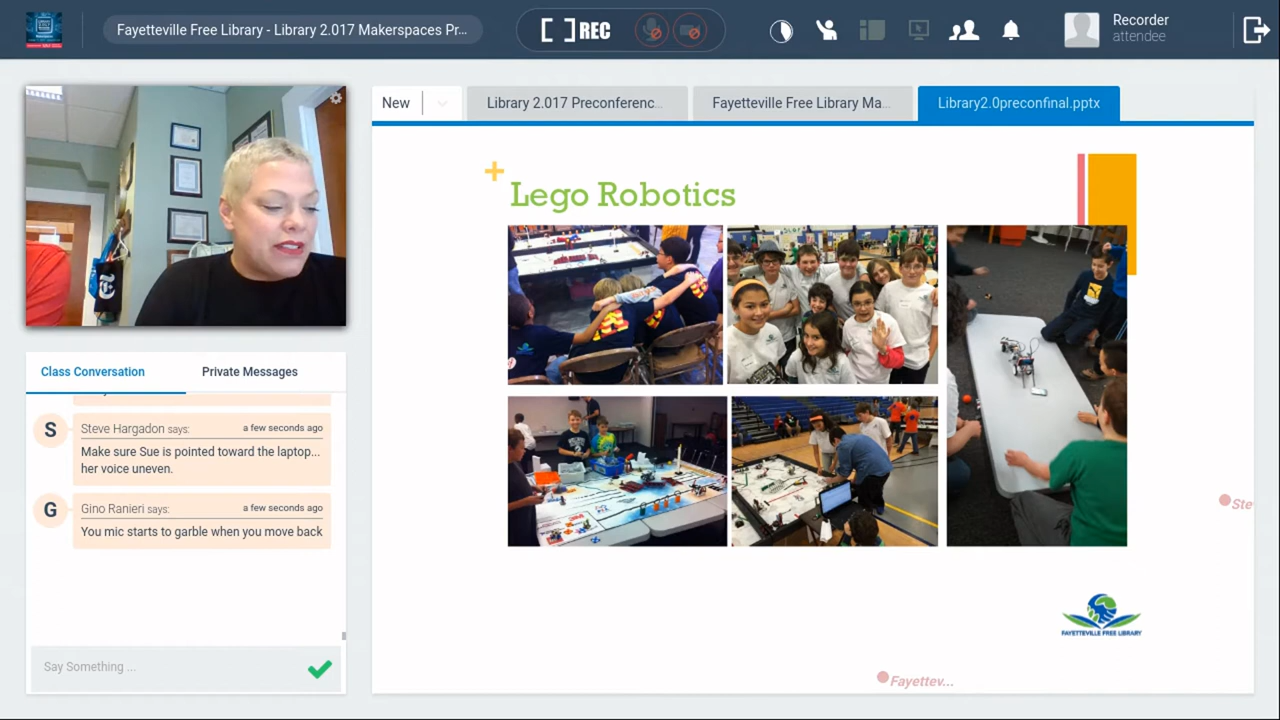 Fayetteville Free Library - Library 2.017 Makerspaces Pr...
REC
Recorder
attendee
New
Library 2.017 Preconferenc...
Fayetteville Free Library Ma...
Library2.0preconfinal.pptx
Lego Robotics
Class Conversation
Private Messages
S
Steve Hargadon says:
a few seconds ago
Make sure Sue is pointed toward the laptop...
her voice uneven.
G
Gino Ranieri says:
a few seconds ago
You mic starts to garble when you move back
Say Something ...
Ste
FAYETTEVILLE FREE LIBRARY
Fayettev...